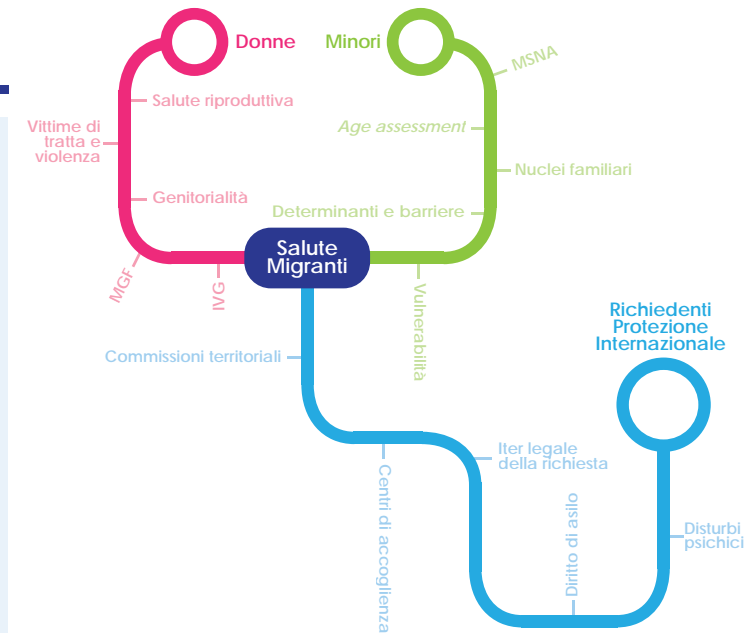 Donne
Minori
MSNA
Salute riproduttiva
Vittime di
tratta e
violenza
Age assessment
Nuclei familiari
Genitorialità
Determinanti e barriere
Salute
Migranti
MGF
IVG
Vulnerabilità
Richiedenti
Protezione
Internazionale
Commissioni territoriali
Iter legale
della richiesta
Centri di accoglienza
Diritto di asilo
Disturbi
psichici